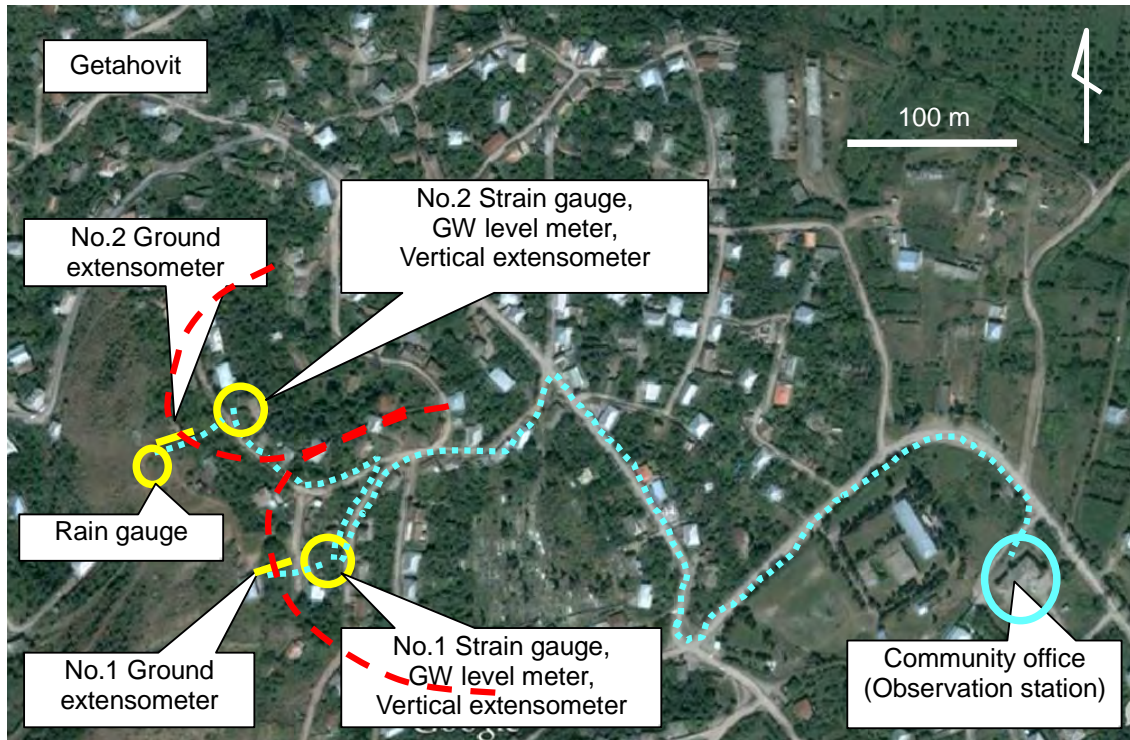 Getahovit
100 m
No.2 Strain gauge,
GW level meter,
Vertical extensometer
No.2 Ground
extensometer
Rain gauge
No.1 Ground
extensometer
No.1 Strain gauge,
GW level meter,
Vertical extensometer
Community office
(Observation station)
Google